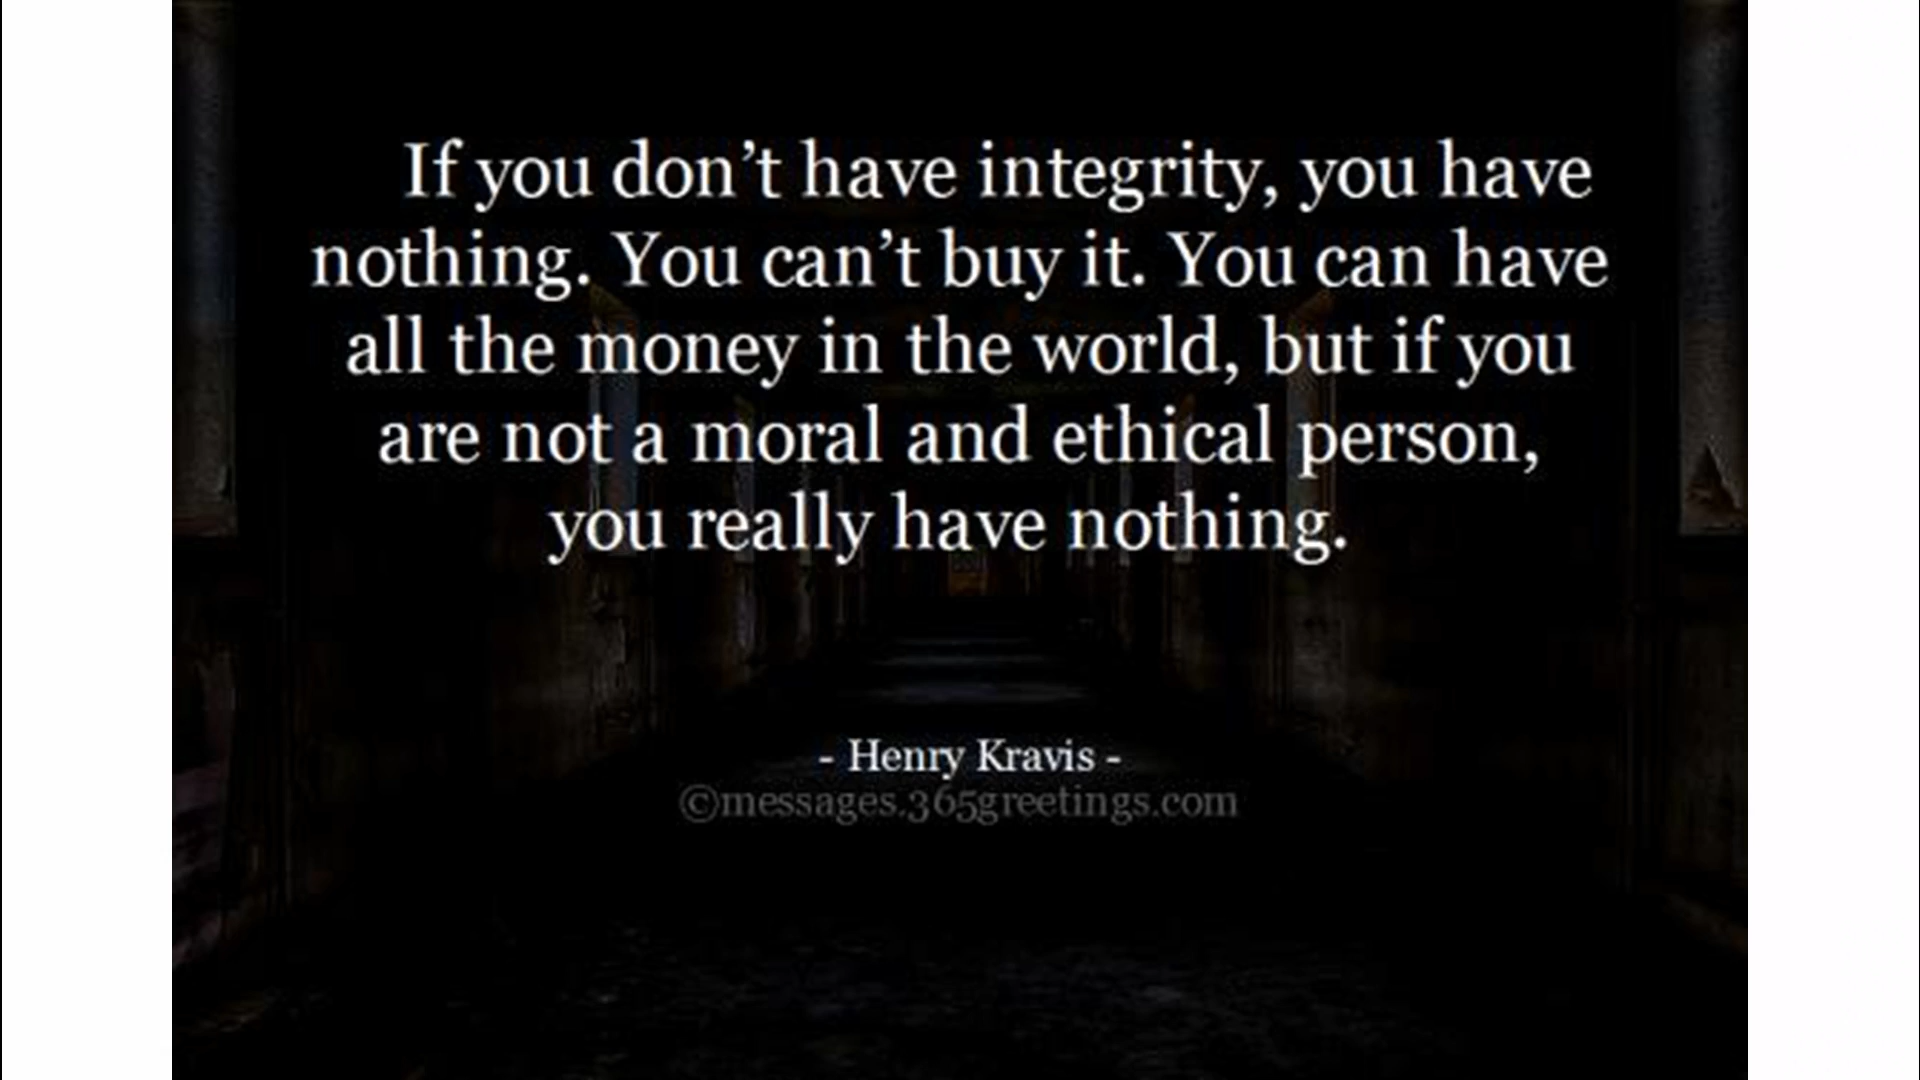 If you don’t have integrity, you have
nothing. You can’t buy it. You can have
all the money in the world, but if you
are not a moral and ethical person,
you really have nothing.
- Henry Kravis -
©messages.365greetings.com